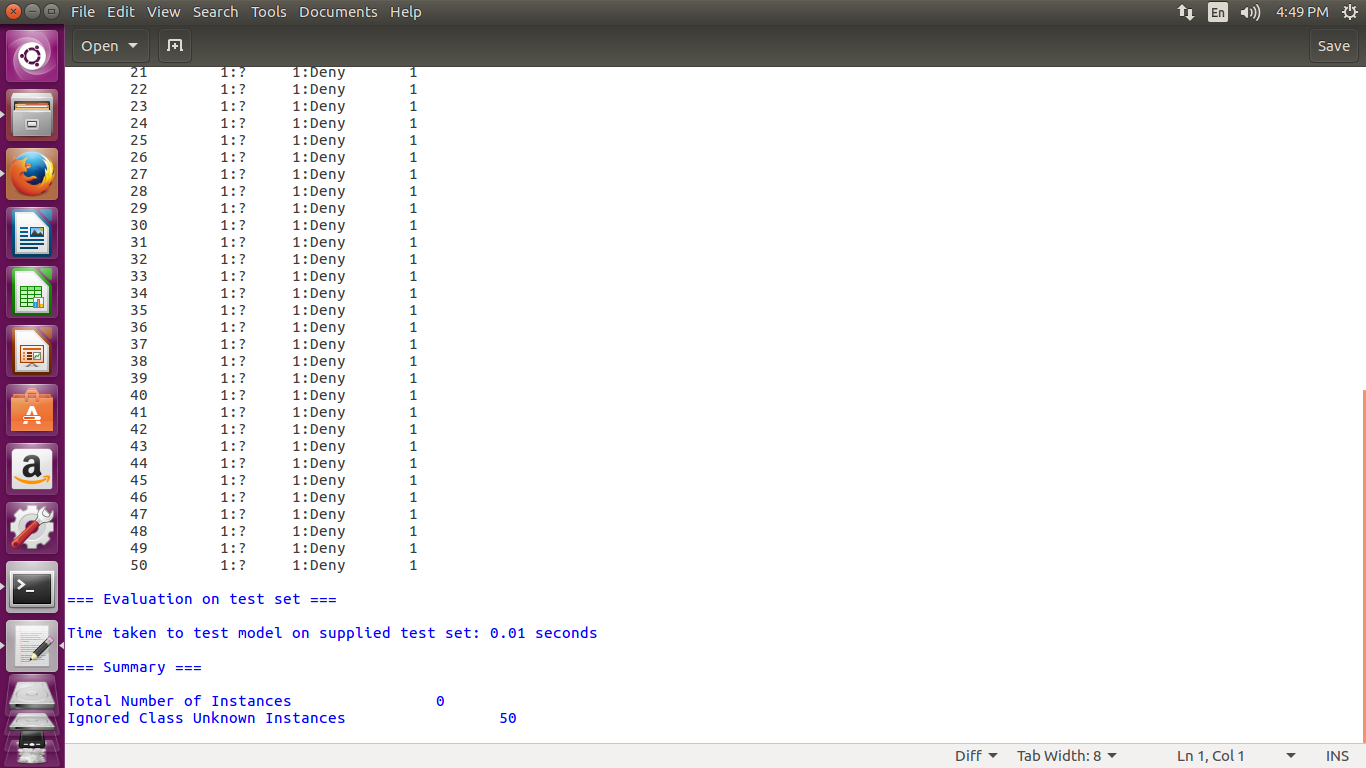 File Edit View Search Tools Documents Help En 4:49 PM
Open Save
21 1:? 1:Deny 1
22 1:? 1:Deny 1
23 1:? 1:Deny 1
24 1:? 1:Deny 1
25 1:? 1:Deny 1
26 1:? 1:Deny 1
27 1:? 1:Deny 1
28 1:? 1:Deny 1
29 1:? 1:Deny 1
30 1:? 1:Deny 1
31 1:? 1:Deny 1
32 1:? 1:Deny 1
33 1:? 1:Deny 1
34 1:? 1:Deny 1
35 1:? 1:Deny 1
36 1:? 1:Deny 1
37 1:? 1:Deny 1
38 1:? 1:Deny 1
39 1:? 1:Deny 1
40 1:? 1:Deny 1
41 1:? 1:Deny 1
42 1:? 1:Deny 1
43 1:? 1:Deny 1
44 1:? 1:Deny 1
45 1:? 1:Deny 1
46 1:? 1:Deny 1
47 1:? 1:Deny 1
48 1:? 1:Deny 1
49 1:? 1:Deny 1
50 1:? 1:Deny 1
=== Evaluation on test set ===
Time taken to test model on supplied test set: 0.01 seconds
=== Summary ===
Total Number of Instances 0
Ignored Class Unknown Instances 50
Diff Tab Width: 8 Ln 1, Col 1 INS